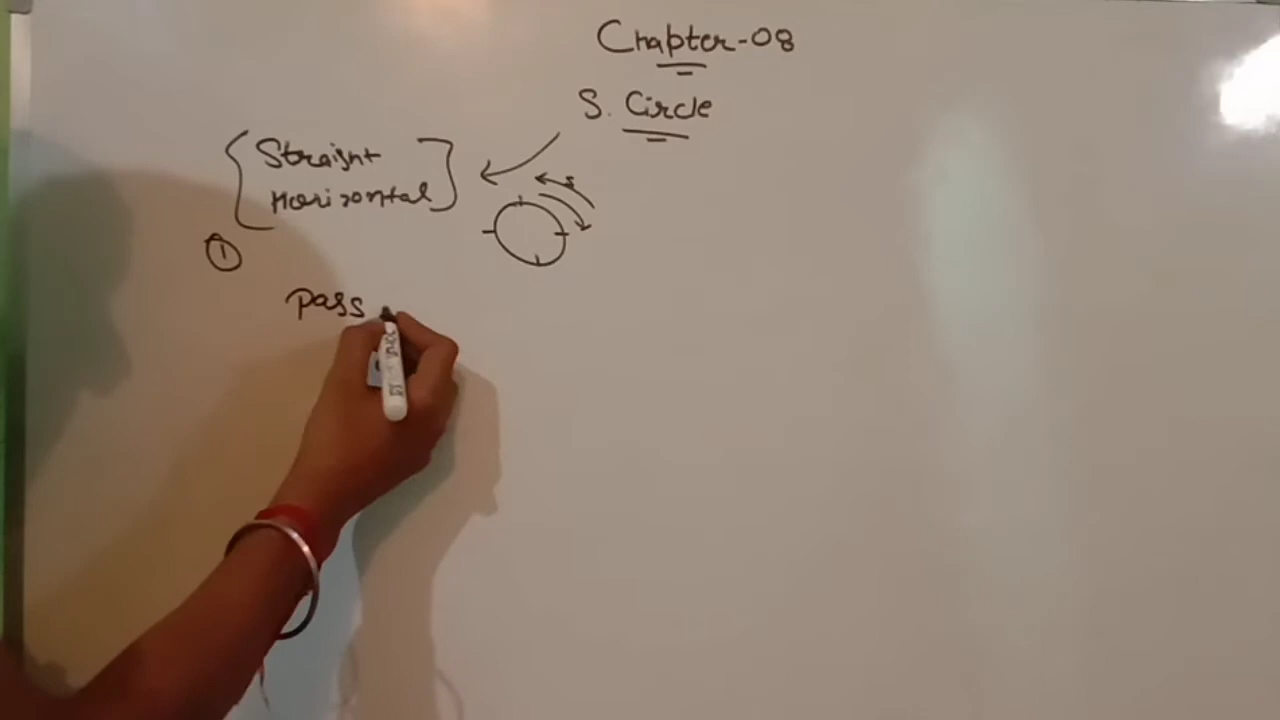 Chapter-08
S. Circle
Straight
Horizontal
①
pass